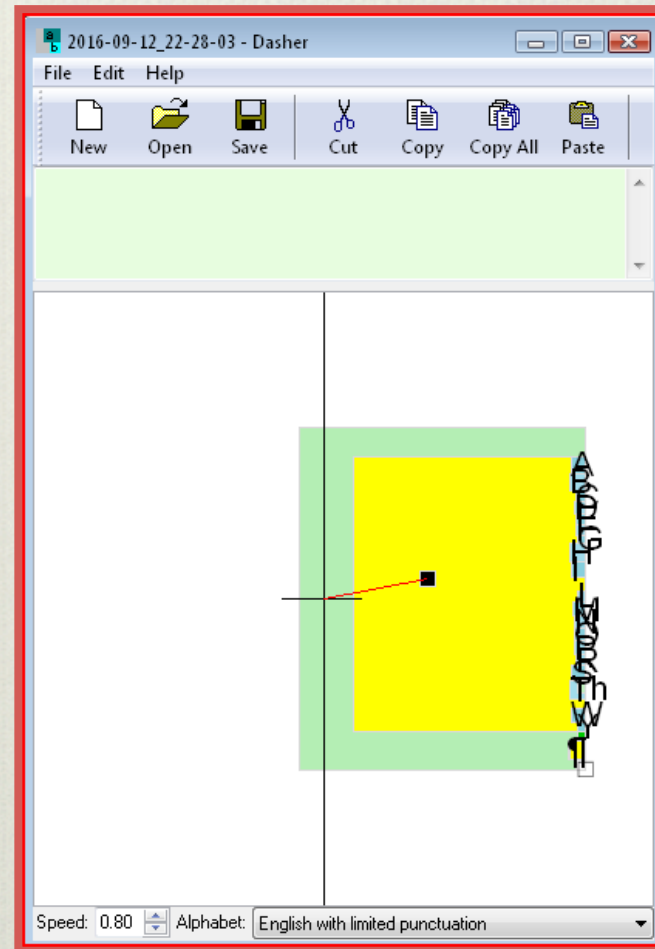 a
b
2016-09-12_22-28-03 - Dasher
File Edit Help
New Open Save Cut Copy Copy All Paste
A
B
I
L
S
Th
W
y
¶
Speed: 0.80 Alphabet: English with limited punctuation